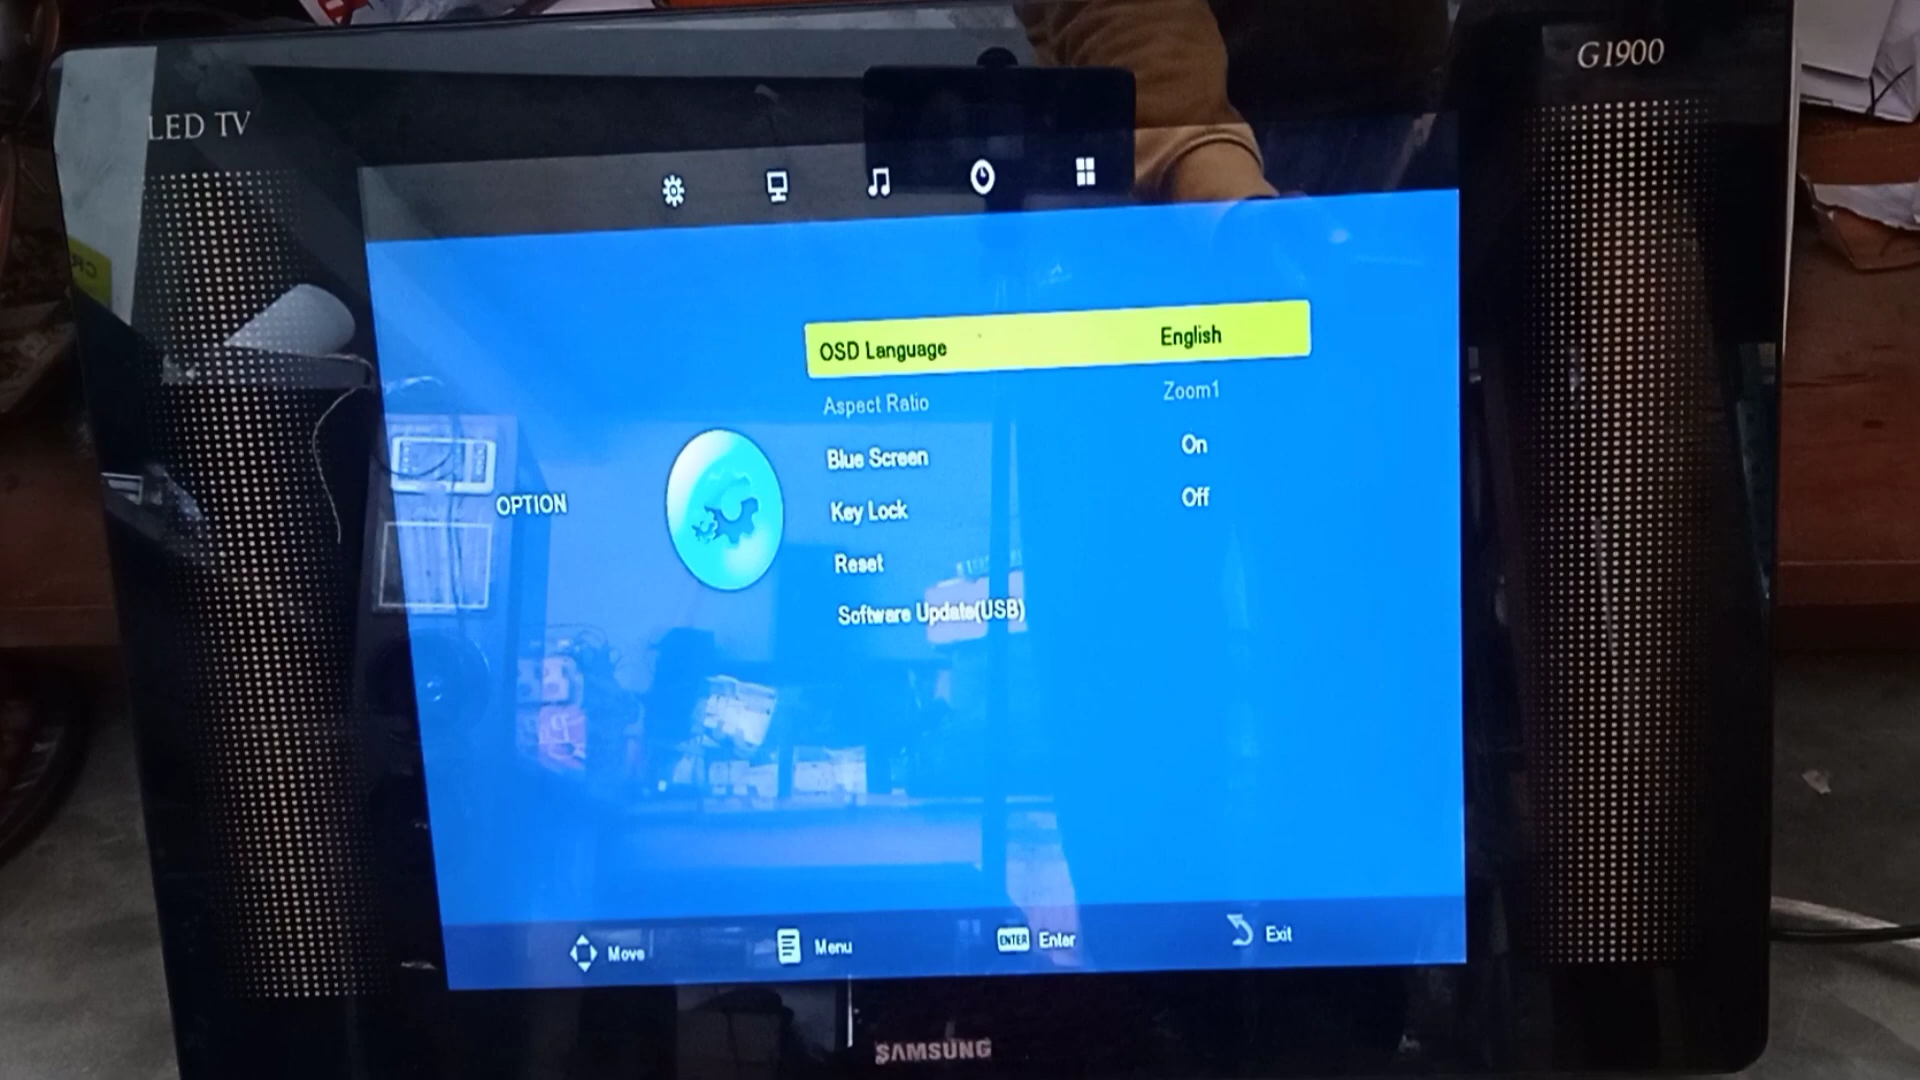 G1900
LED TV
OSD Language English
Aspect Ratio Zoom1
Blue Screen On
Key Lock Off
OPTION
Reset
Software Update(USB)
Move Menu ENTER Enter Exit
SAMSUNG